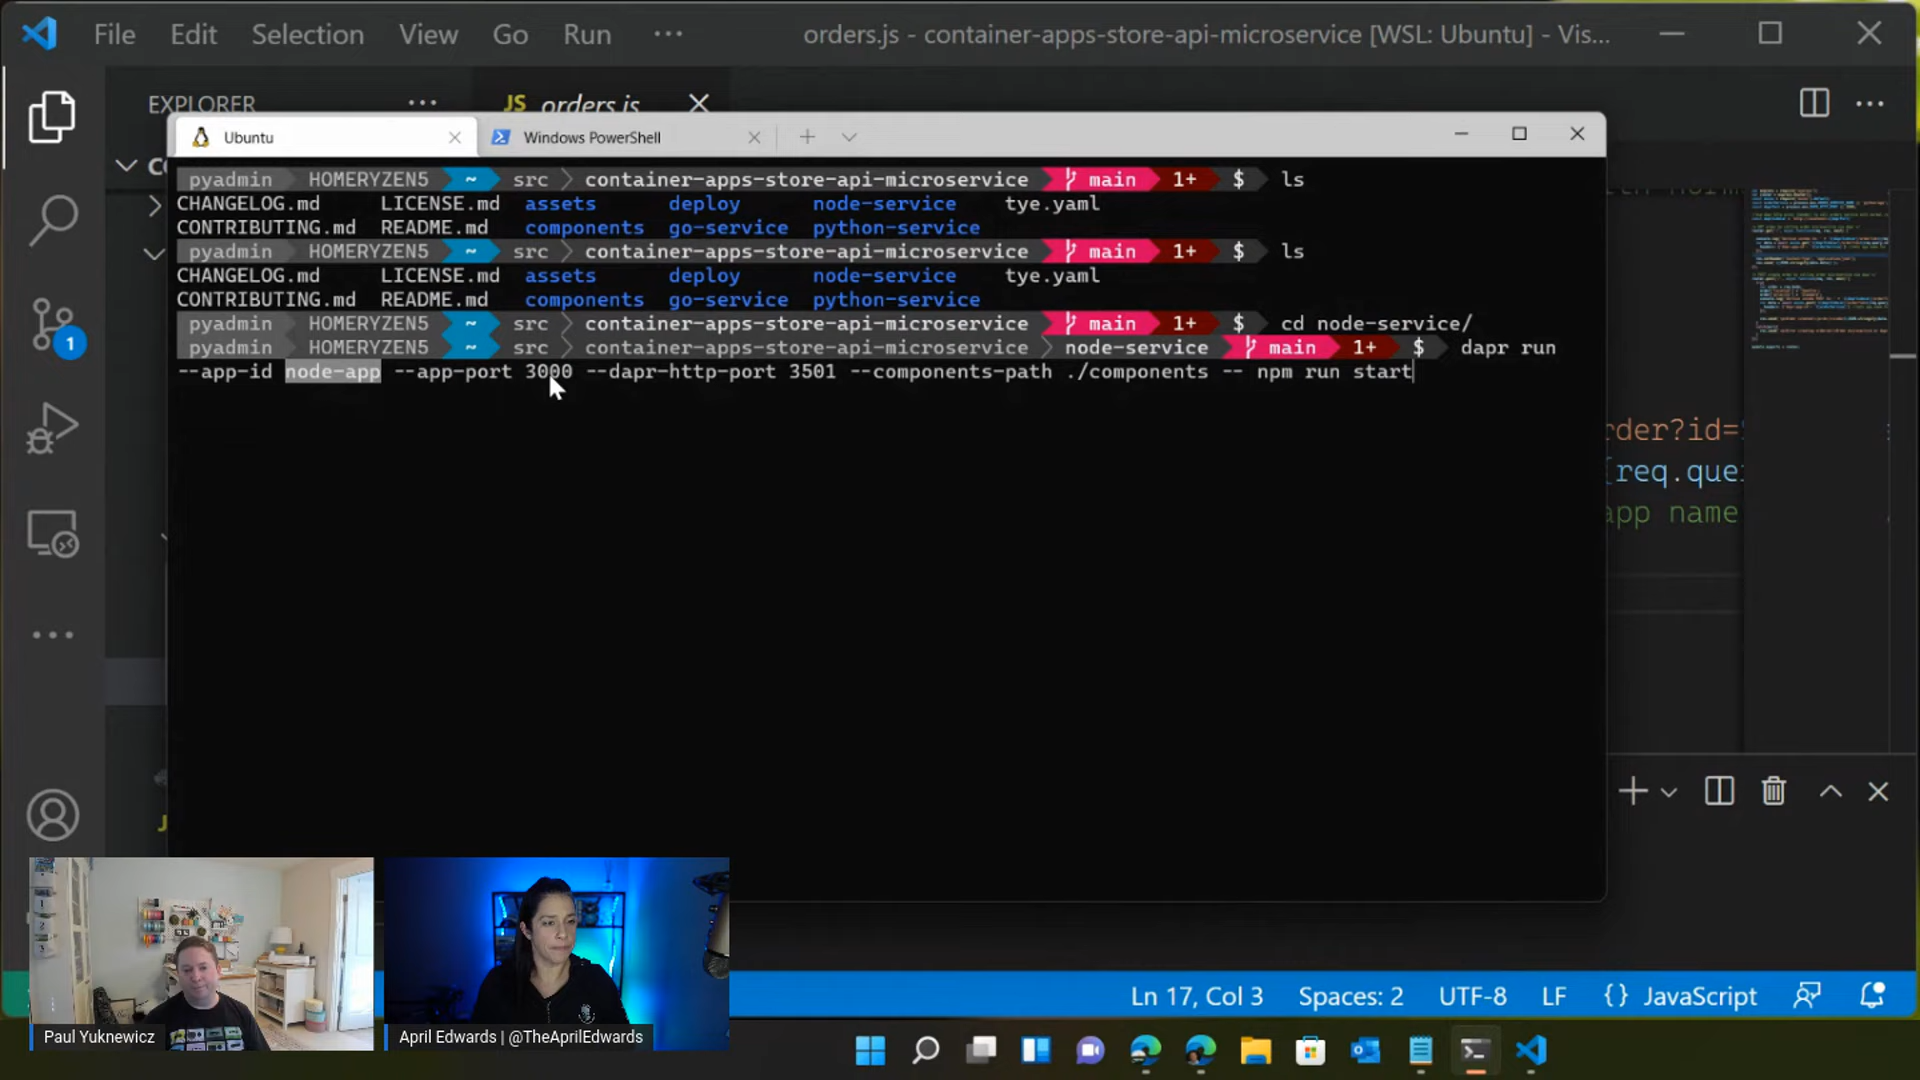 File Edit Selection View Go Run ··· orders.js - container-apps-store-api-microservice [WSL: Ubuntu] - Vis...
EXPLORER ··· JS orders.js
Ubuntu Windows PowerShell
pyadmin HOMERYZEN5 ~ src container-apps-store-api-microservice main 1+ $ ls
CHANGELOG.md LICENSE.md assets deploy node-service tye.yaml
CONTRIBUTING.md README.md components go-service python-service
pyadmin HOMERYZEN5 ~ src container-apps-store-api-microservice main 1+ $ ls
CHANGELOG.md LICENSE.md assets deploy node-service tye.yaml
CONTRIBUTING.md README.md components go-service python-service
pyadmin HOMERYZEN5 ~ src container-apps-store-api-microservice main 1+ $ cd node-service/
pyadmin HOMERYZEN5 ~ src container-apps-store-api-microservice node-service main 1+ $ dapr run
--app-id node-app --app-port 3000 --dapr-http-port 3501 --components-path ./components -- npm run start
1
rder?id=
[req.que
app name
Ln 17, Col 3 Spaces: 2 UTF-8 LF {} JavaScript
Paul Yuknewicz
April Edwards | @TheAprilEdwards